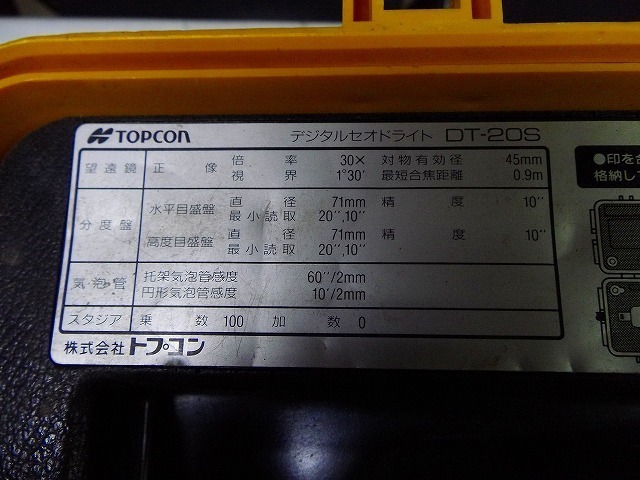 TOPCON デジタルセオドライト DT-20S
望遠鏡 正像 倍率 30× 対物有効径 45mm
視界 1°30′ 最短合焦距離 0.9m
分度盤 水平目盛盤 直径 71mm 精度 10″
最小読取 20″,10″
高度目盛盤 直径 71mm 精度 10″
最小読取 20″,10″
気泡管 托架気泡管感度 60″/2mm
円形気泡管感度 10′/2mm
スタジア 乗数 100 加数 0
株式会社トプコン
●印を合
格納して